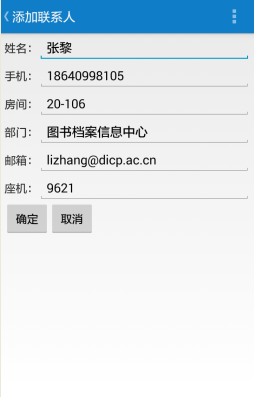 《 添加联系人
姓名： 张黎
手机： 18640998105
房间： 20-106
部门： 图书档案信息中心
邮箱： lizhang@dicp.ac.cn
座机： 9621
确定 取消